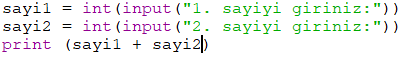 sayi1 = int(input("1. sayiyi giriniz:"))
sayi2 = int(input("2. sayiyi giriniz:"))
print (sayi1 + sayi2)